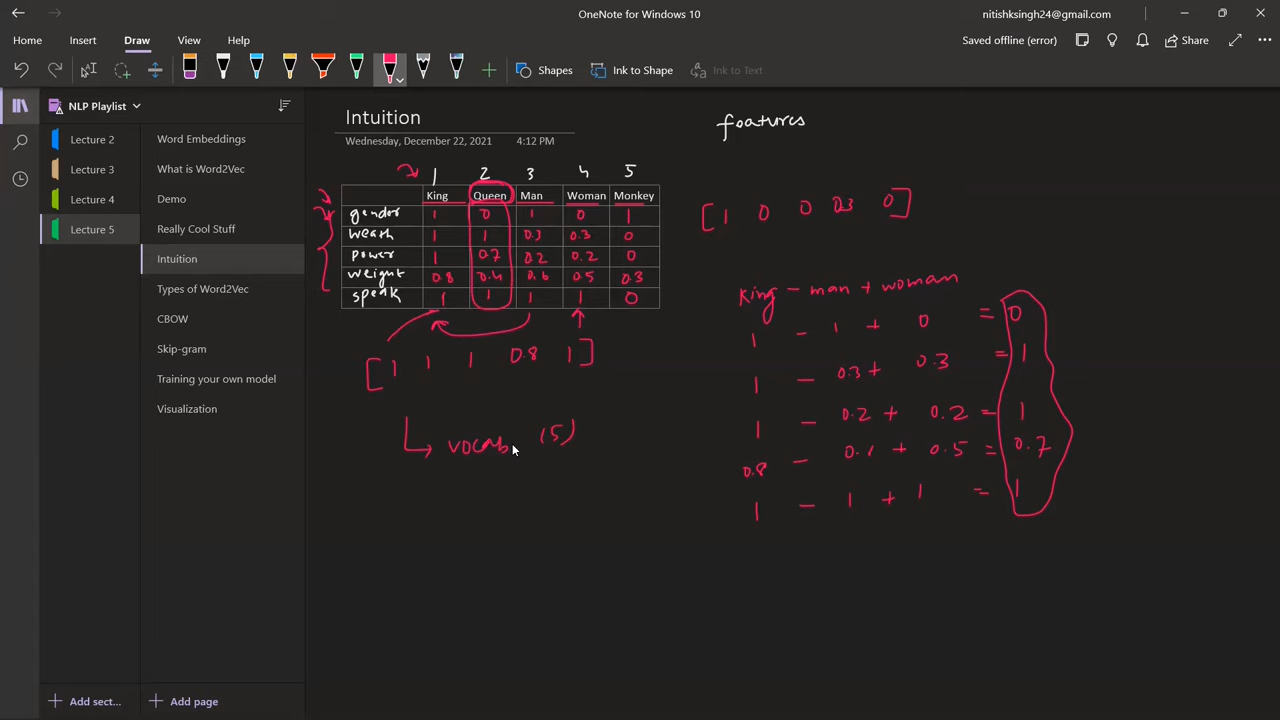 OneNote for Windows 10
nitishksingh24@gmail.com
Home Insert Draw View Help
Saved offline (error)
Share
Shapes
Ink to Shape
Ink to Text
NLP Playlist
Lecture 2
Lecture 3
Lecture 4
Lecture 5
Word Embeddings
What is Word2Vec
Demo
Really Cool Stuff
Intuition
Types of Word2Vec
CBOW
Skip-gram
Training your own model
Visualization
Add sect...
Add page
Intuition
Wednesday, December 22, 2021 4:12 PM
1 2 3 4 5
King Queen Man Woman Monkey
gender 1 0 1 0 1
weath 1 1 0.3 0.3 0
power 1 0.7 0.2 0.2 0
weight 0.8 0.4 0.6 0.5 0.3
speak 1 1 1 1 0
[1 1 1 0.8 1]
vocab (5)
features
[1 0 0 0.3 0]
King - man + woman
1 - 1 + 0 = 0
1 - 0.3 + 0.3 = 1
1 - 0.2 + 0.2 = 1
0.8 - + 0.5 = 0.7
1 - 1 + 1 = 1